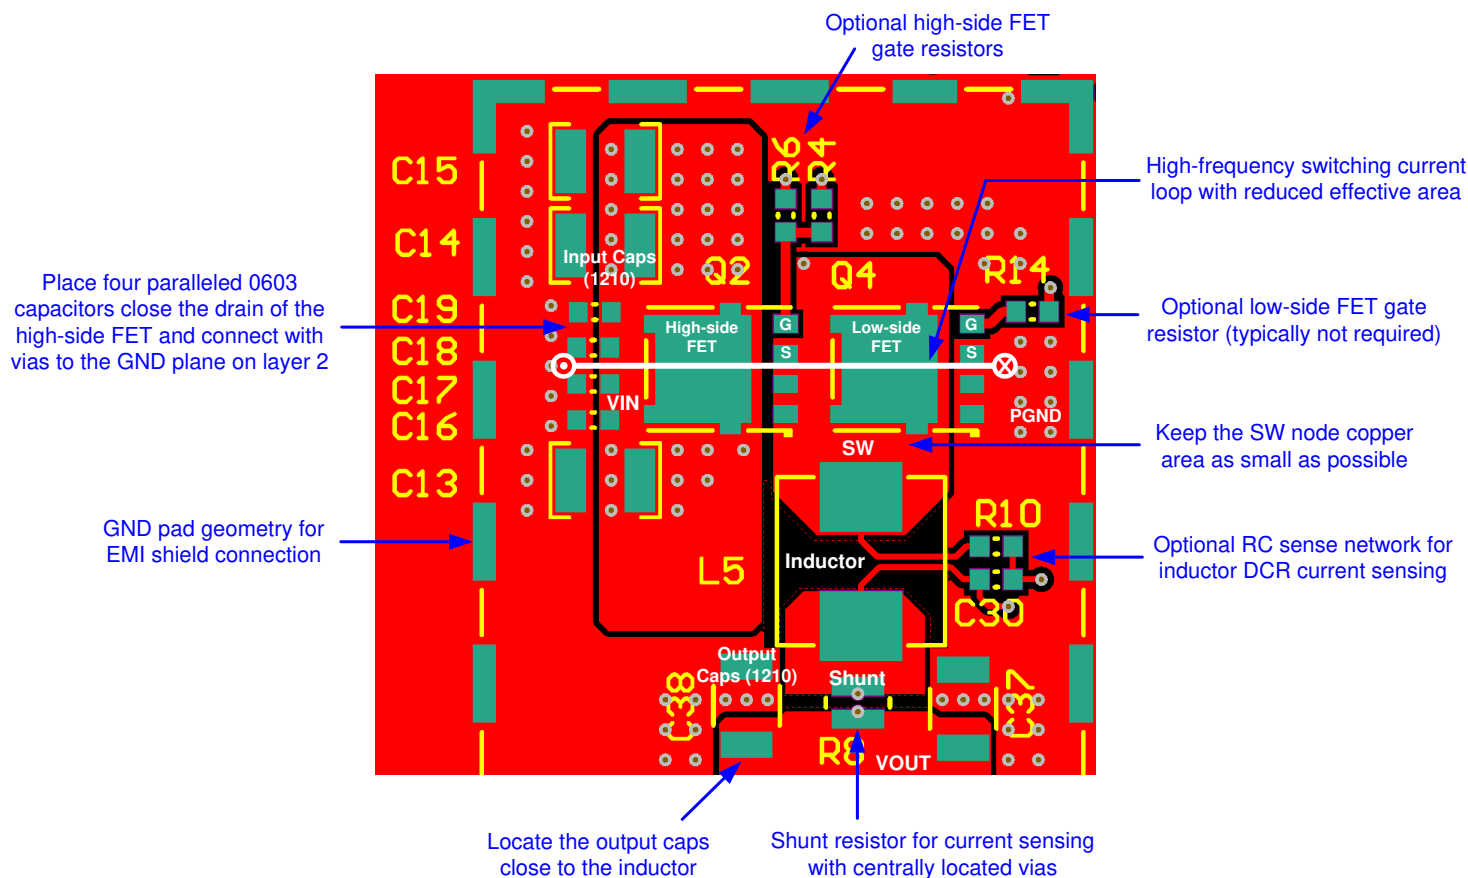 Optional high-side FET
gate resistors
High-frequency switching current
loop with reduced effective area
Place four paralleled 0603
capacitors close the drain of the
high-side FET and connect with
vias to the GND plane on layer 2
Optional low-side FET gate
resistor (typically not required)
Keep the SW node copper
area as small as possible
GND pad geometry for
EMI shield connection
Optional RC sense network for
inductor DCR current sensing
Locate the output caps
close to the inductor
Shunt resistor for current sensing
with centrally located vias
C15
C14
C19
C18
C17
C16
C13
R6
R4
Input Caps
(1210)
Q2
Q4
R14
High-side
FET
G
S
Low-side
FET
G
S
VIN
PGND
SW
R10
Inductor
L5
C30
Output
Caps (1210)
Shunt
C38
C37
R8
VOUT